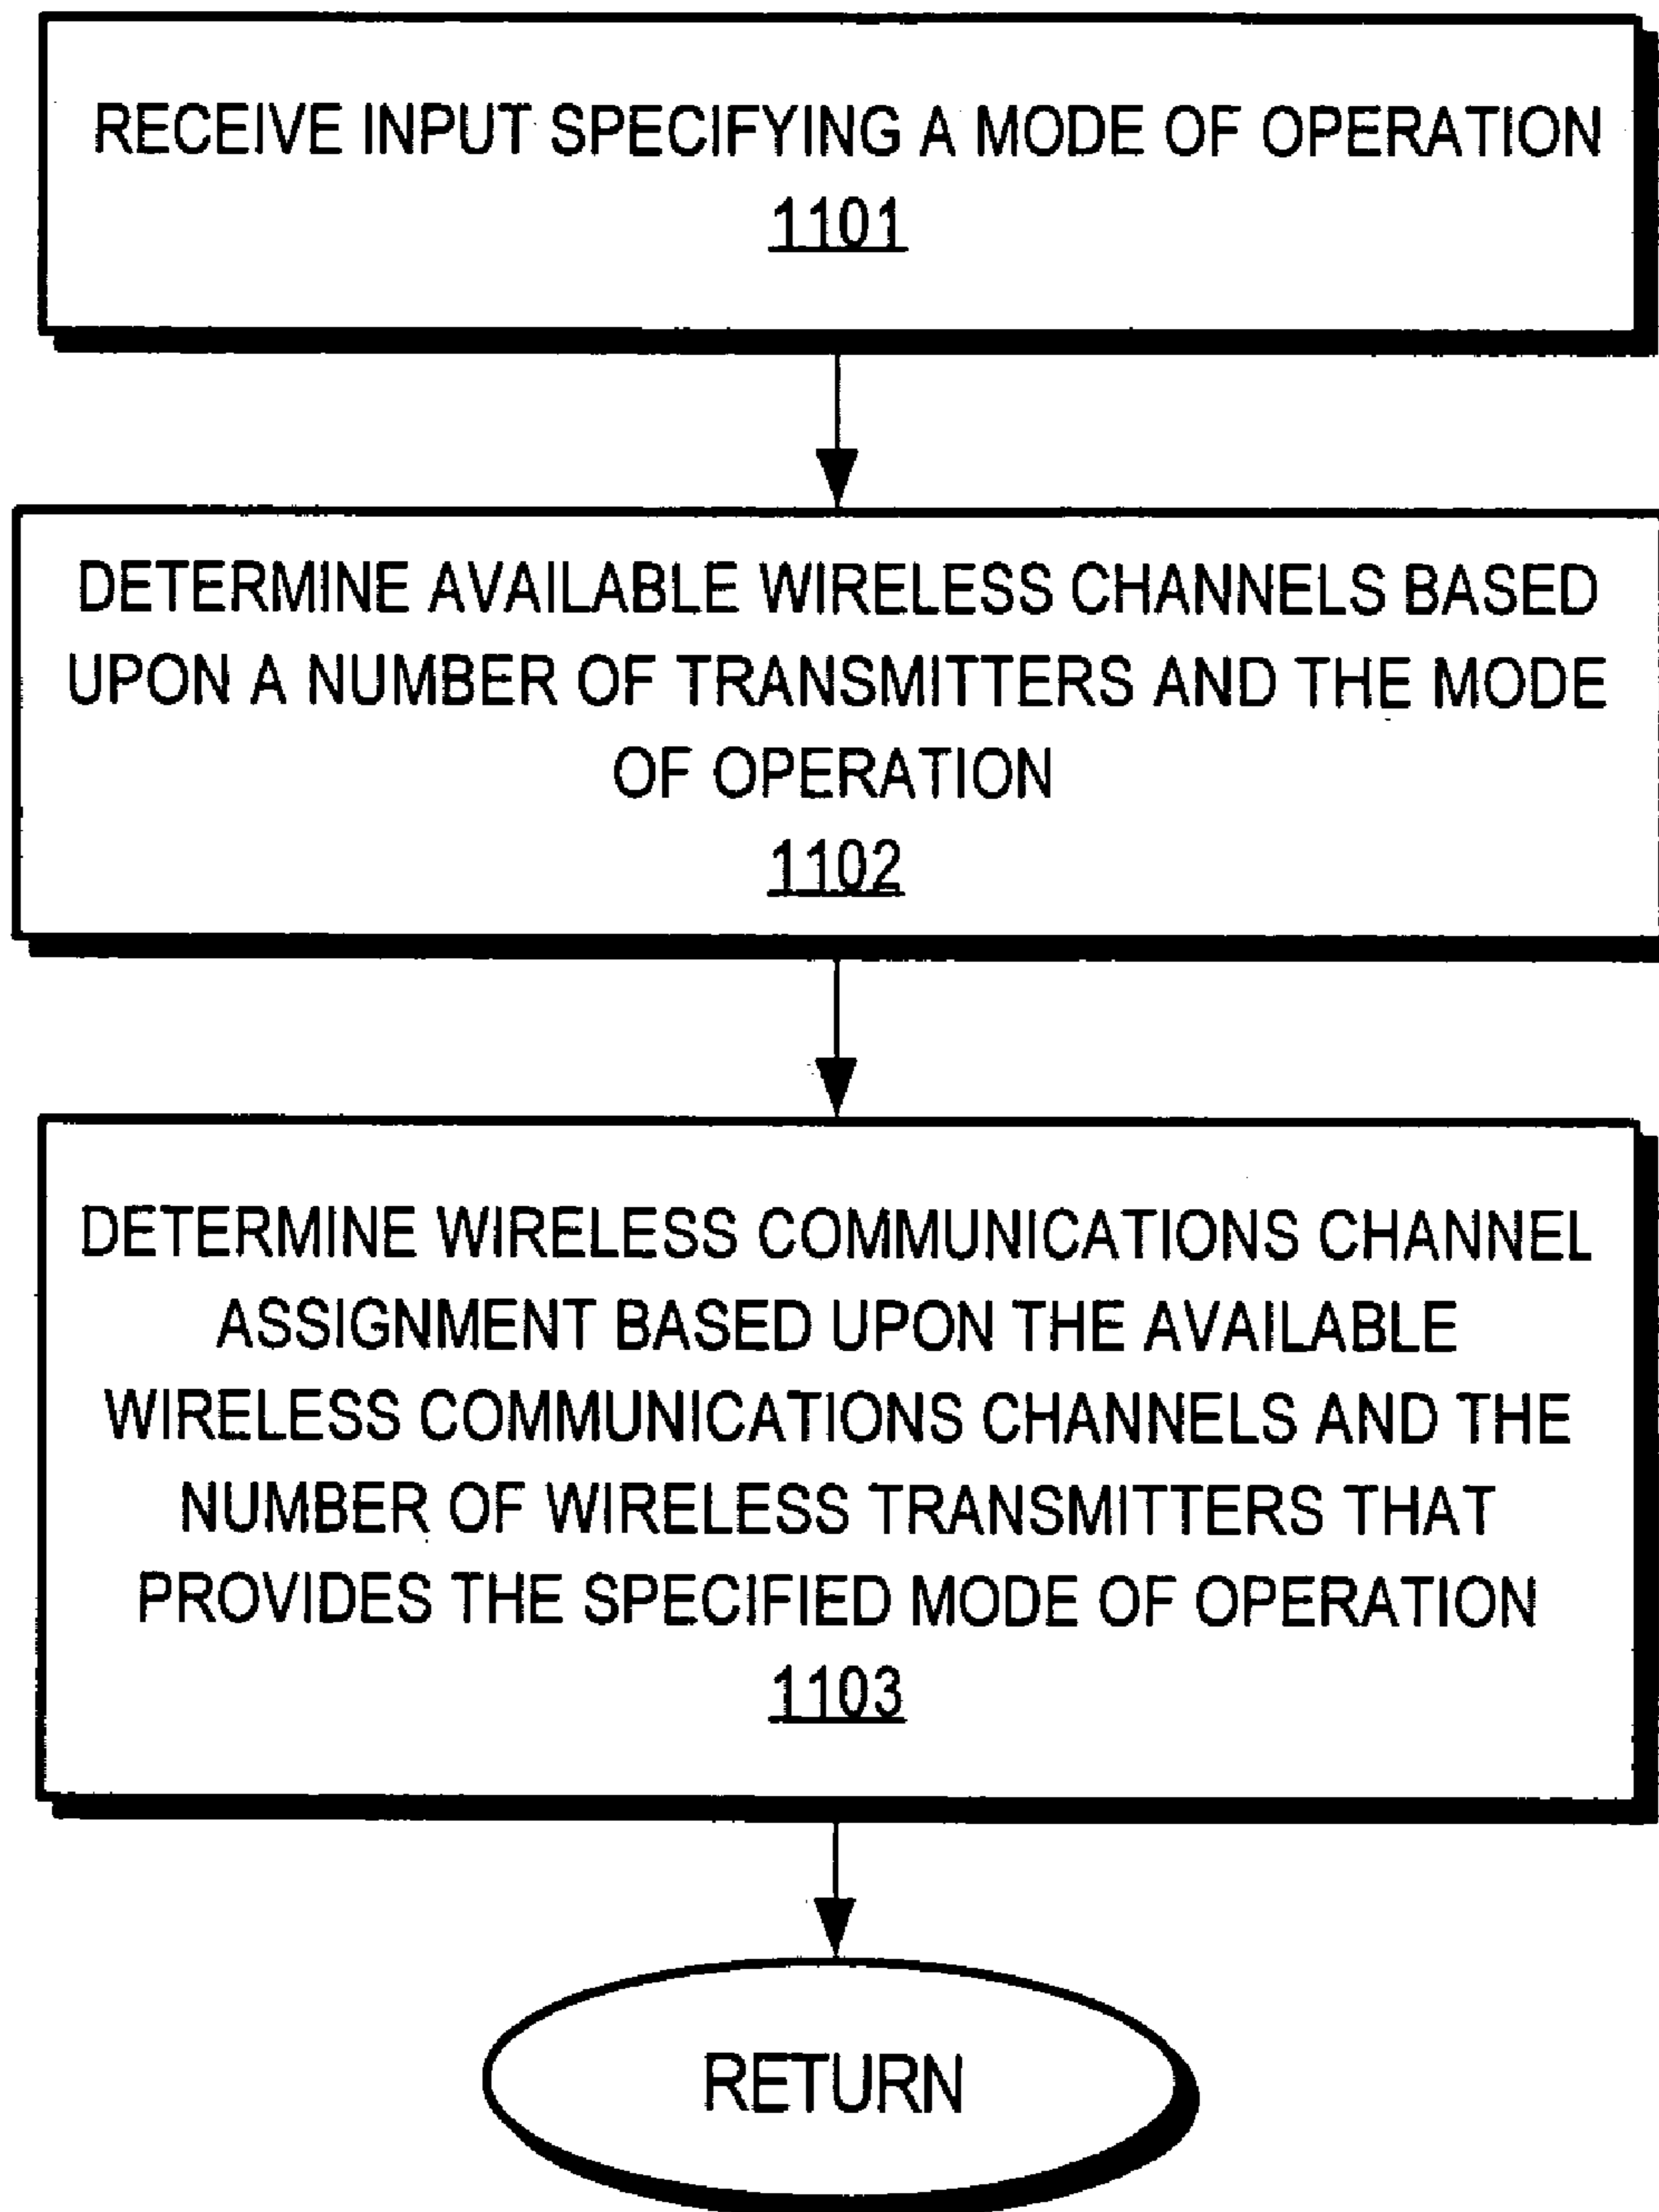 RECEIVE INPUT SPECIFYING A MODE OF OPERATION
1101
DETERMINE AVAILABLE WIRELESS CHANNELS BASED
UPON A NUMBER OF TRANSMITTERS AND THE MODE
OF OPERATION
1102
DETERMINE WIRELESS COMMUNICATIONS CHANNEL
ASSIGNMENT BASED UPON THE AVAILABLE
WIRELESS COMMUNICATIONS CHANNELS AND THE
NUMBER OF WIRELESS TRANSMITTERS THAT
PROVIDES THE SPECIFIED MODE OF OPERATION
1103
RETURN